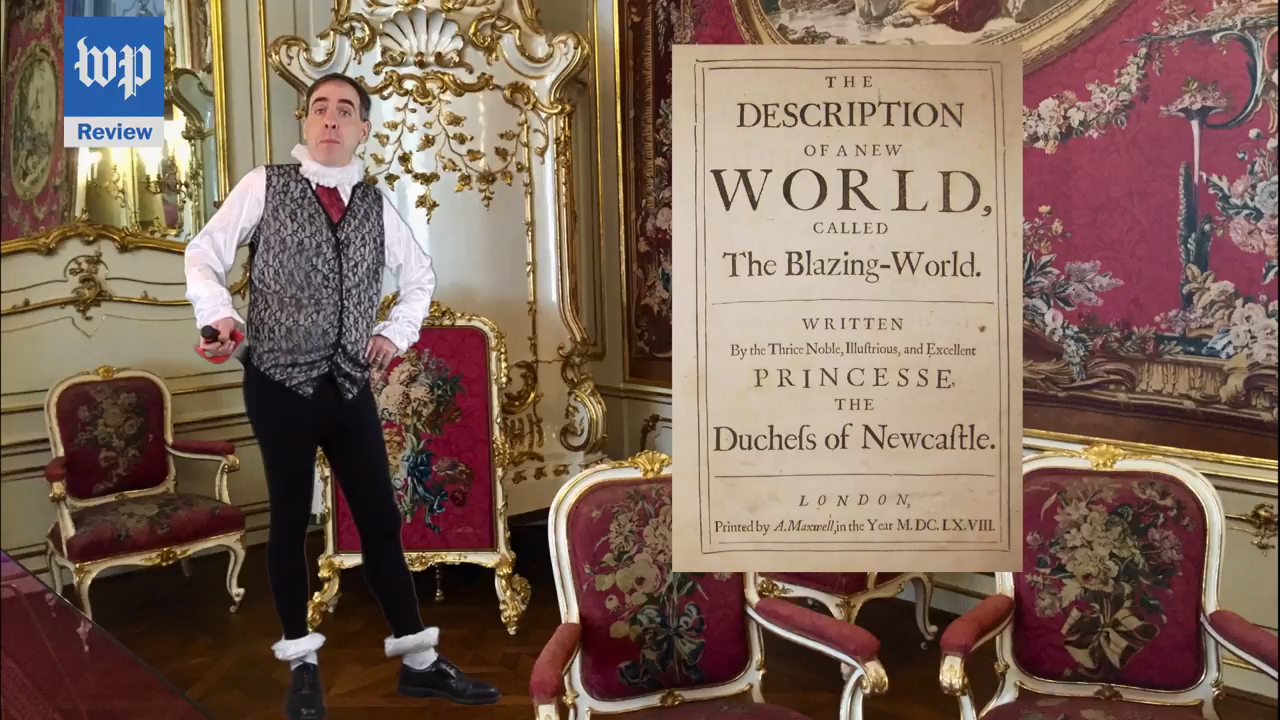 wp
Review
THE
DESCRIPTION
OF A NEW
WORLD,
CALLED
The Blazing-World.
WRITTEN
By the Thrice Noble, Illuſtrious, and Excellent
PRINCESSE,
THE
Ducheſs of Newcaſtle.
LONDON,
Printed by A. Maxwell, in the Year M.DC.LX.VIII.